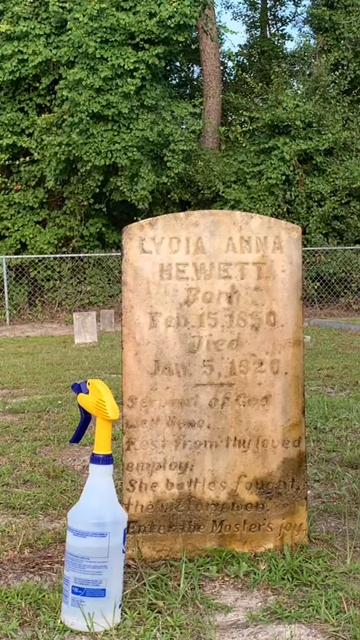 LYDIA ANNA
HEWETT.
Born
Feb. 15, 1850.
Died
Jan. 5, 1920.
Servant of God
well done.
Rest from thy loved
employ;
She battles fought,
the victory won,
Enter the Master's joy